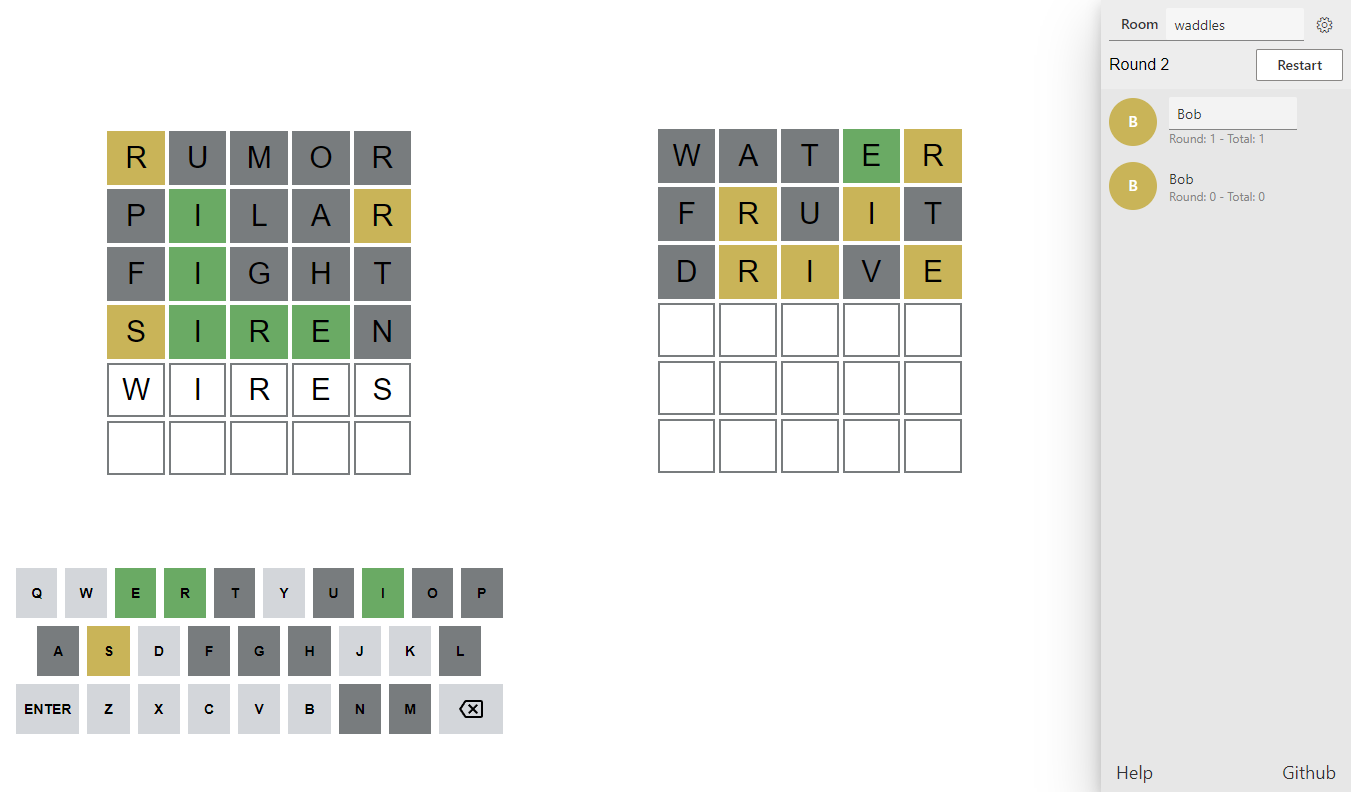 Room waddles
Round 2 Restart
B Bob
Round: 1 - Total: 1
B Bob
Round: 0 - Total: 0
R U M O R
P I L A R
F I G H T
S I R E N
W I R E S
W A T E R
F R U I T
D R I V E
Q W E R T Y U I O P
A S D F G H J K L
ENTER Z X C V B N M
Help Github